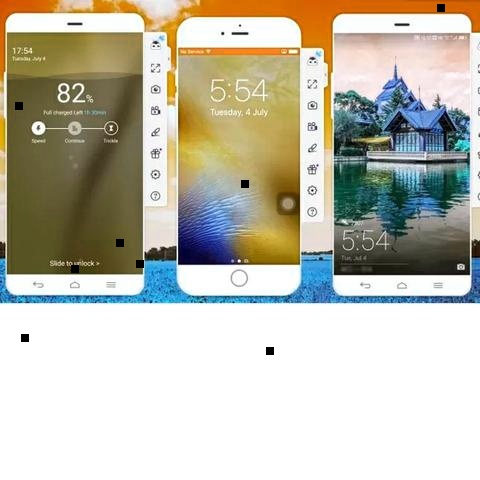 17:54
Tuesday, July 4
82%
Full charged Left 1h 30min
Speed
Continue
Trickle
Slide to unlock >
No Service
5:54
Tuesday, 4 July
5:54
Tue, Jul 4